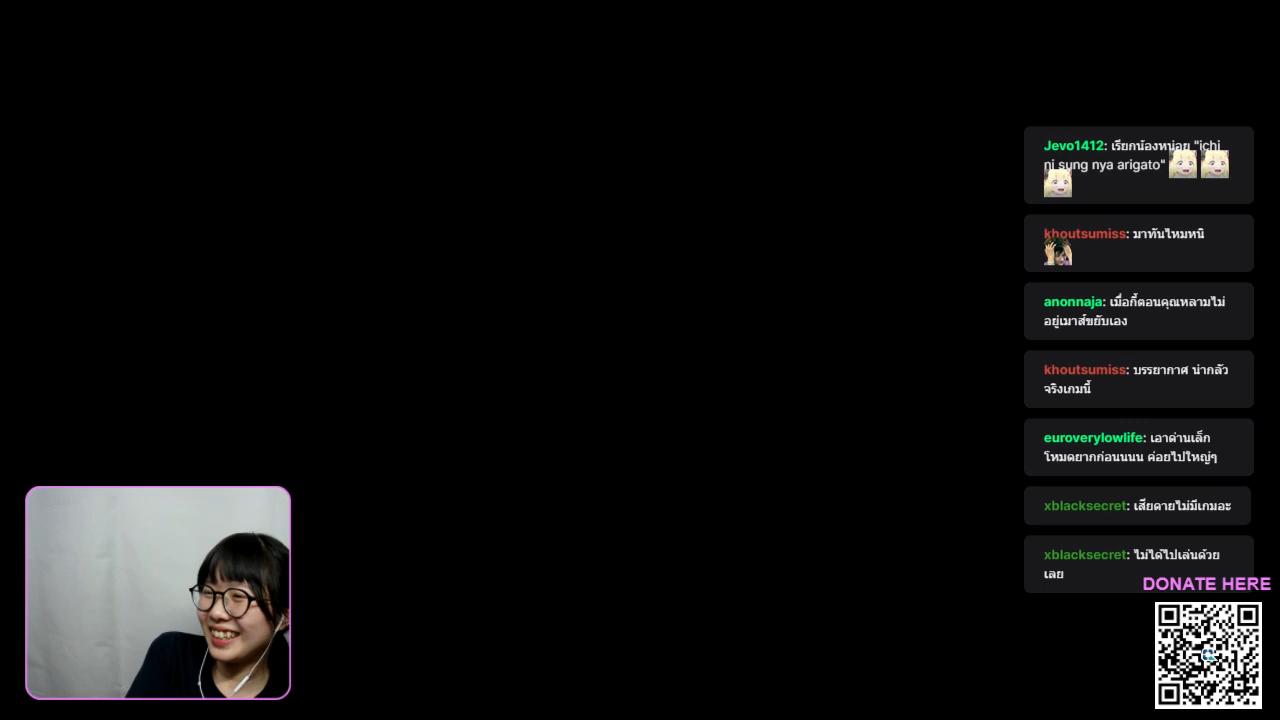 Jevo1412: เรียกน้องหน่อย "ichi
ni sung nya arigato"
khoutsumiss: มาทันไหมหนิ
anonnaja: เมื่อกี้ตอนคุณหลามไม่
อยู่เมาส์ขยับเอง
khoutsumiss: บรรยากาศ น่ากลัว
จริงเกมนี้
euroverylowlife: เอาด่านเล็ก
โหมดยากก่อนนนน ค่อยไปใหญ่ๆ
xblacksecret: เสียดายไม่มีเกมอะ
xblacksecret: ไม่ได้ไปเล่นด้วย
เลย
DONATE HERE